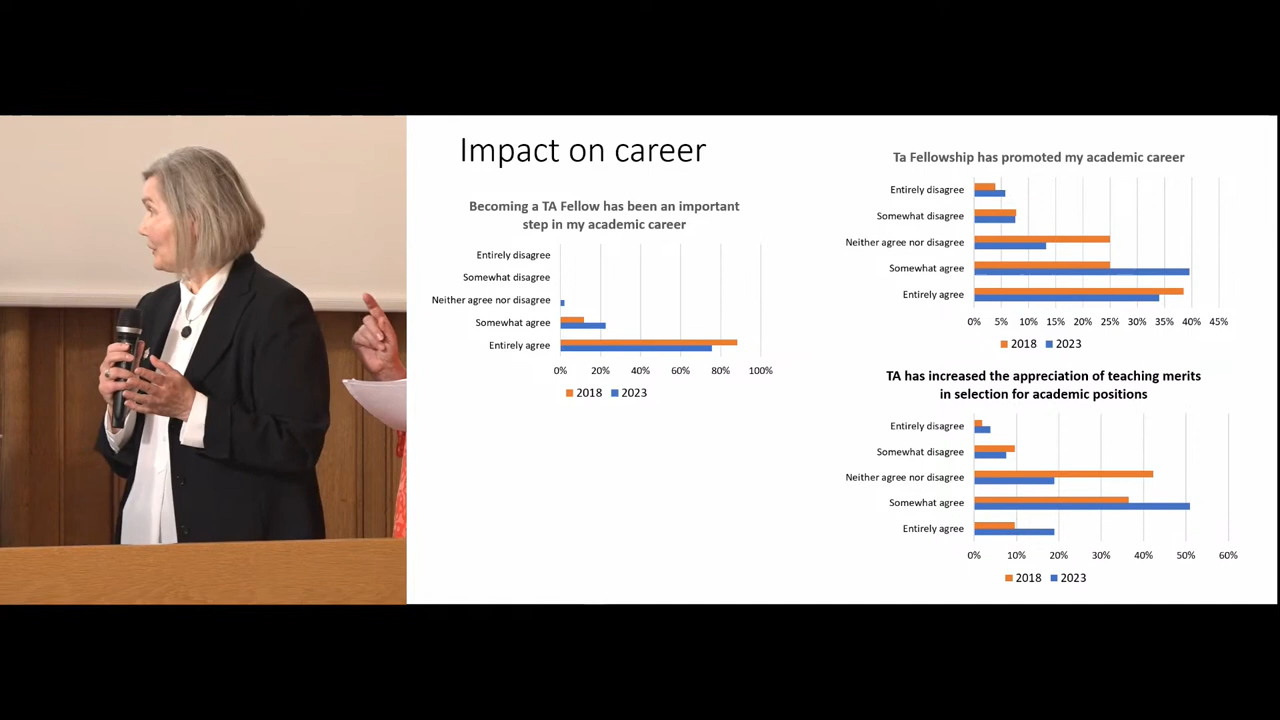 Impact on career
Becoming a TA Fellow has been an important
step in my academic career
Entirely disagree
Somewhat disagree
Neither agree nor disagree
Somewhat agree
Entirely agree
0% 20% 40% 60% 80% 100%
2018 2023
Ta Fellowship has promoted my academic career
Entirely disagree
Somewhat disagree
Neither agree nor disagree
Somewhat agree
Entirely agree
0% 5% 10% 15% 20% 25% 30% 35% 40% 45%
2018 2023
TA has increased the appreciation of teaching merits
in selection for academic positions
Entirely disagree
Somewhat disagree
Neither agree nor disagree
Somewhat agree
Entirely agree
0% 10% 20% 30% 40% 50% 60%
2018 2023